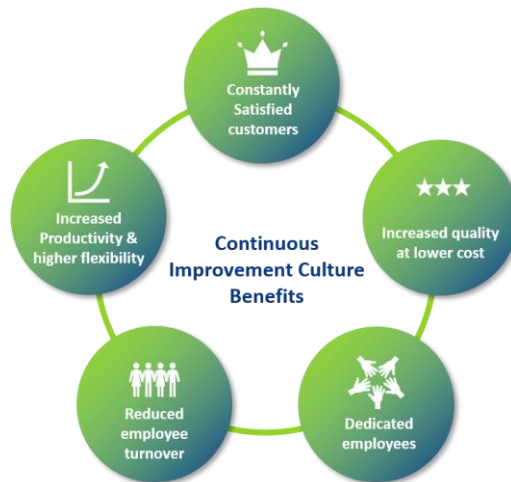 Constantly
Satisfied
customers
Increased
Productivity &
higher flexibility
Increased quality
at lower cost
Continuous
Improvement Culture
Benefits
Reduced
employee
turnover
Dedicated
employees